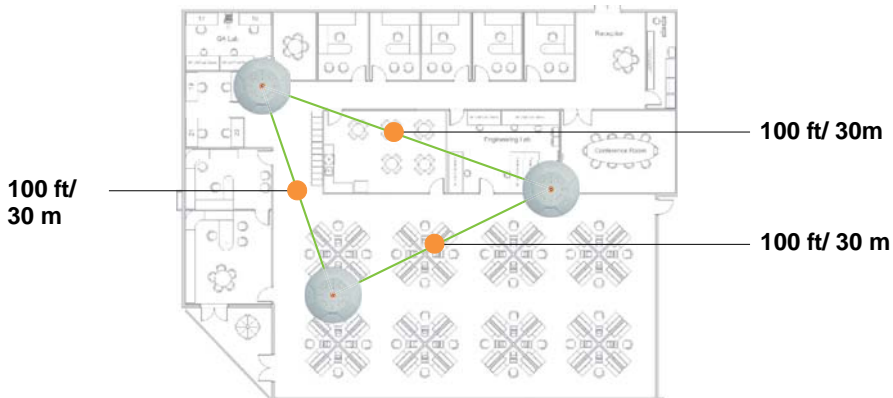 QA Lab
Reception
100 ft/ 30m
Engineering Lab
Conference Room
100 ft/
30 m
100 ft/ 30 m